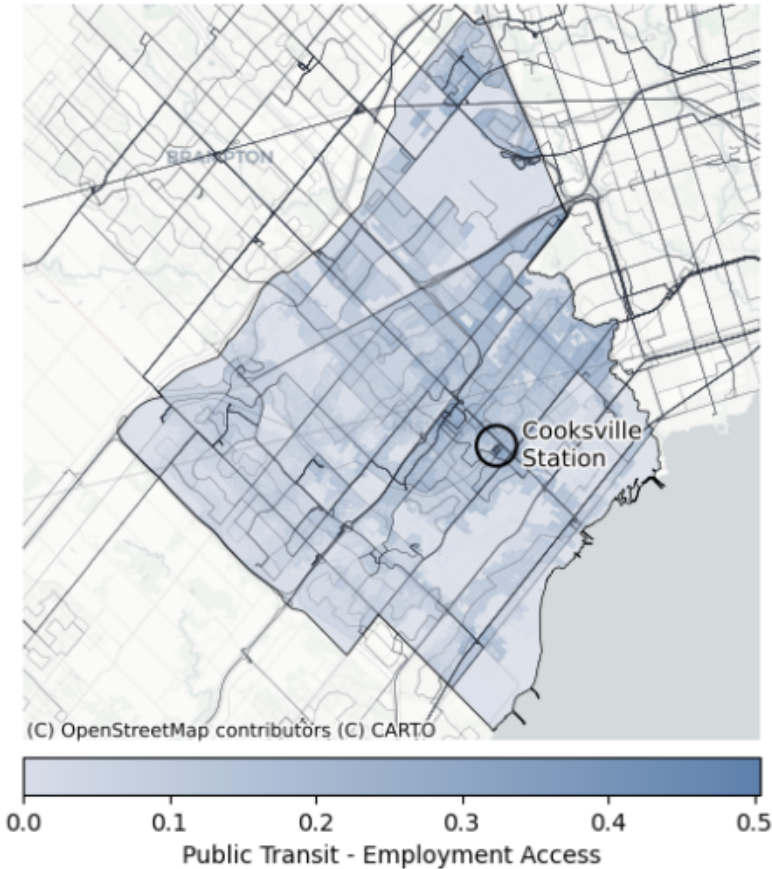 BRAMPTON
Cooksville
Station
(C) OpenStreetMap contributors (C) CARTO
0.0 0.1 0.2 0.3 0.4 0.5
Public Transit - Employment Access